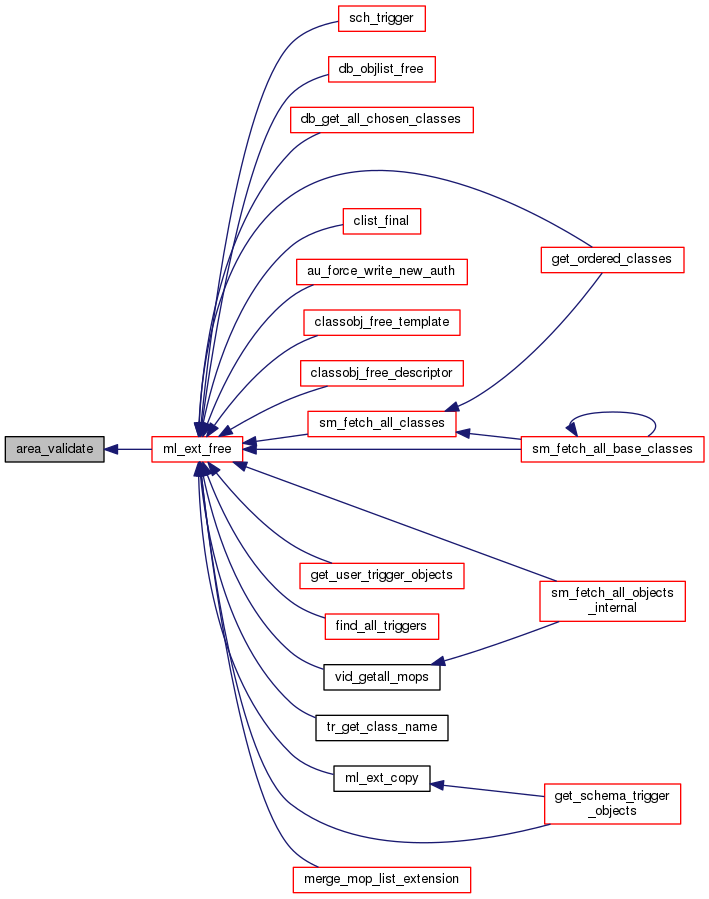 sch_trigger
db_objlist_free
db_get_all_chosen_classes
clist_final
get_ordered_classes
au_force_write_new_auth
classobj_free_template
classobj_free_descriptor
sm_fetch_all_classes
area_validate
ml_ext_free
sm_fetch_all_base_classes
get_user_trigger_objects
sm_fetch_all_objects
_internal
find_all_triggers
vid_getall_mops
tr_get_class_name
ml_ext_copy
get_schema_trigger
_objects
merge_mop_list_extension